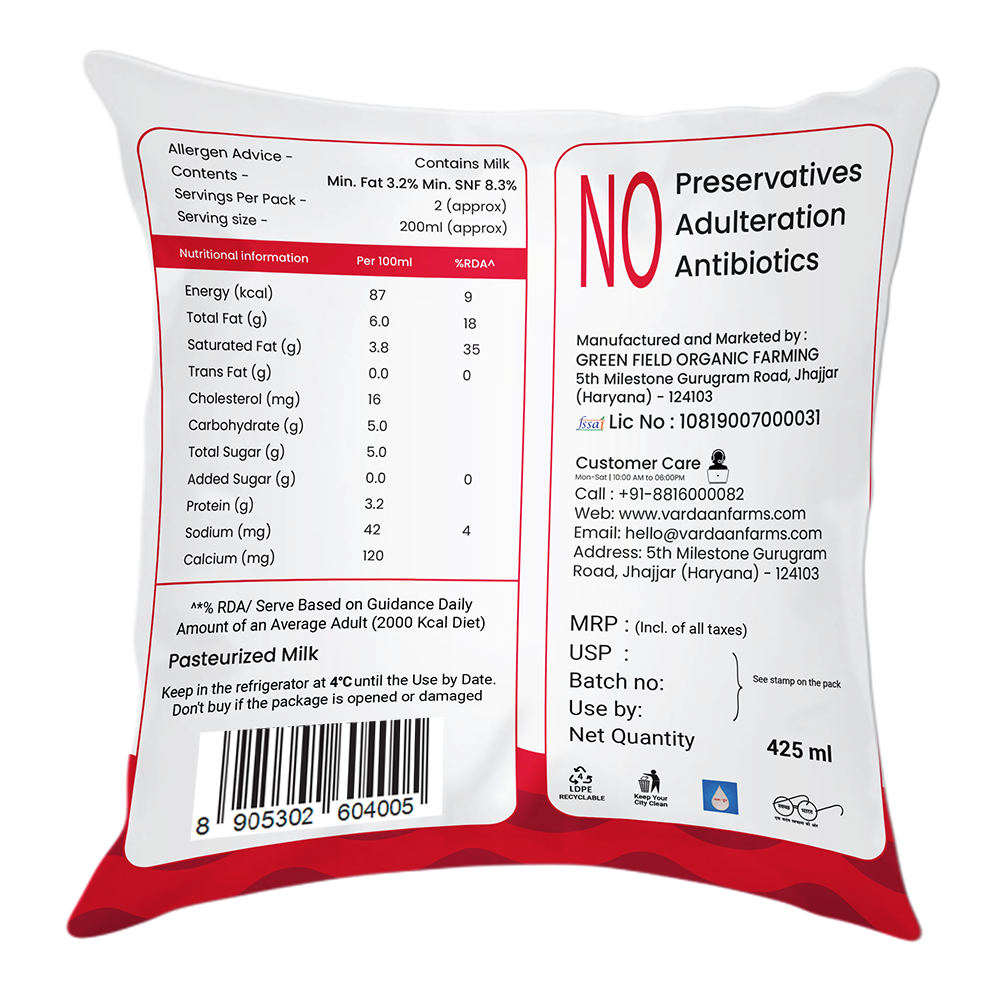 Allergen Advice - Contains Milk
Contents - Min. Fat 3.2% Min. SNF 8.3%
Servings Per Pack - 2 (approx)
Serving size - 200ml (approx)
Nutritional information Per 100ml %RDA^
Energy (kcal) 87 9
Total Fat (g) 6.0 18
Saturated Fat (g) 3.8 35
Trans Fat (g) 0.0 0
Cholesterol (mg) 16
Carbohydrate (g) 5.0
Total Sugar (g) 5.0
Added Sugar (g) 0.0 0
Protein (g) 3.2
Sodium (mg) 42 4
Calcium (mg) 120
^*% RDA/ Serve Based on Guidance Daily
Amount of an Average Adult (2000 Kcal Diet)
Pasteurized Milk
Keep in the refrigerator at 4°C until the Use by Date.
Don't buy if the package is opened or damaged
8 905302 604005
NO
Preservatives
Adulteration
Antibiotics
Manufactured and Marketed by :
GREEN FIELD ORGANIC FARMING
5th Milestone Gurugram Road, Jhajjar
(Haryana) - 124103
fssai Lic No : 10819007000031
Customer Care
Mon-Sat | 10:00 AM to 06:00PM
Call : +91-8816000082
Web: www.vardaanfarms.com
Email: hello@vardaanfarms.com
Address: 5th Milestone Gurugram
Road, Jhajjar (Haryana) - 124103
MRP : (Incl. of all taxes)
USP :
Batch no:
Use by:
See stamp on the pack
Net Quantity 425 ml
4
LDPE
RECYCLABLE
Keep Your
City Clean
स्वच्छ भारत
एक कदम स्वच्छता की ओर